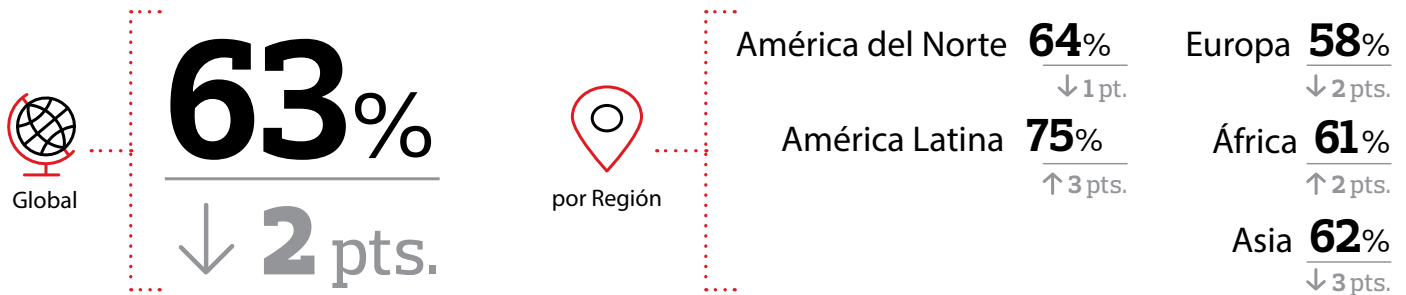 63%
↓ 2 pts.
Global
por Región
América del Norte 64%
↓ 1 pt.
América Latina 75%
↑ 3 pts.
Europa 58%
↓ 2 pts.
África 61%
↑ 2 pts.
Asia 62%
↓ 3 pts.